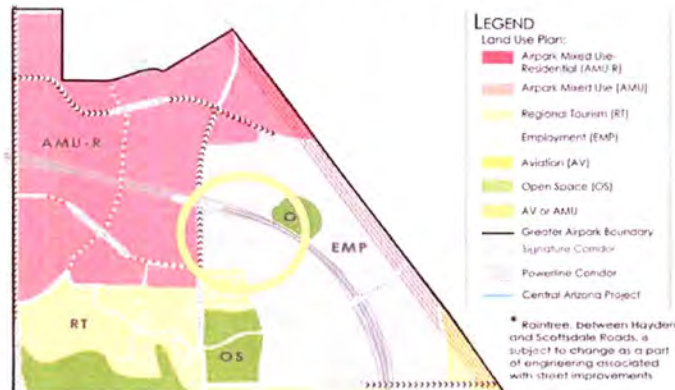 AMU-R
O
EMP
RT
OS
LEGEND
Land Use Plan:
Airpark Mixed Use-
Residential (AMU-R)
Airpark Mixed Use (AMU)
Regional Tourism (RT)
Employment (EMP)
Aviation (AV)
Open Space (OS)
AV or AMU
Greater Airpark Boundary
Signature Corridor
Powerline Corridor
Central Arizona Project
* Raintree, between Hayden
and Scottsdale Roads, is
subject to change as a part
of engineering associated
with street improvements